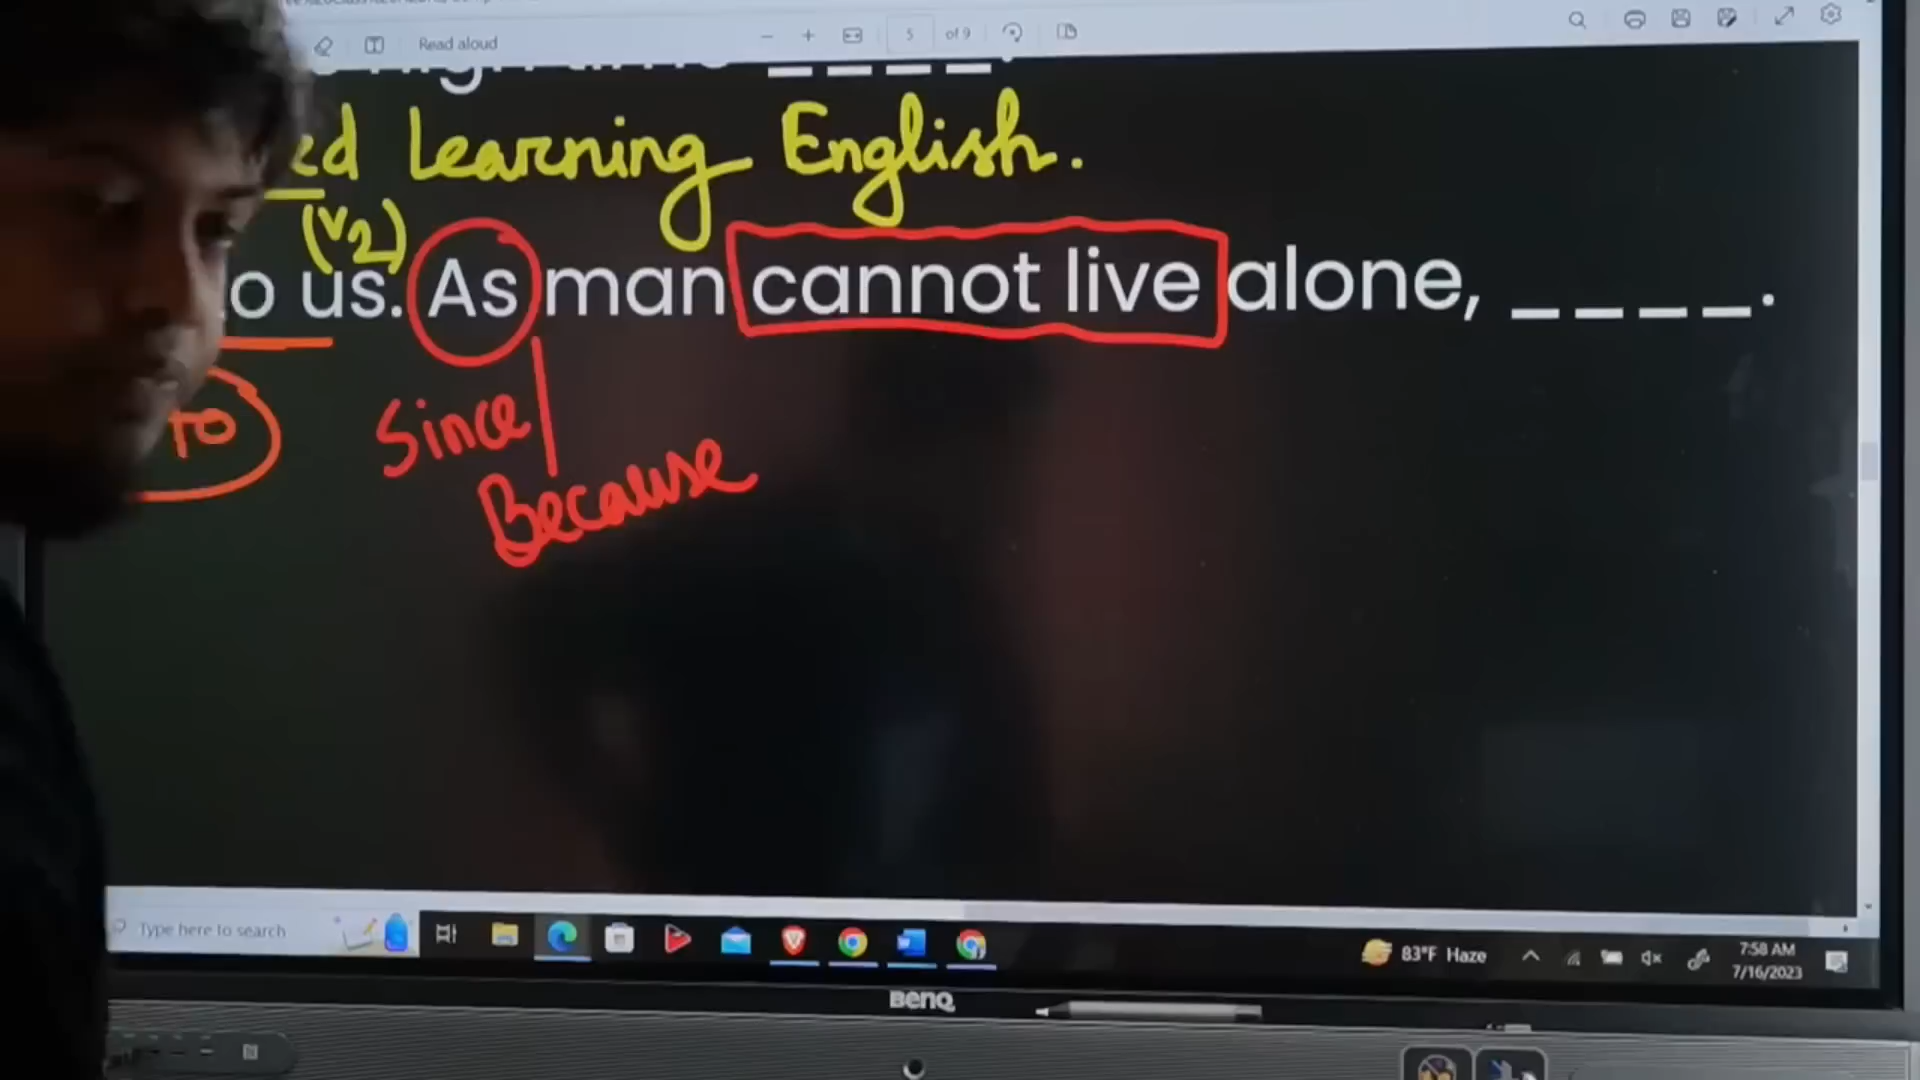 Read aloud
5 of 9
ed learning English.
(V2)
to us. As man cannot live alone, _ _ _ _.
to
Since
Because
Type here to search
83°F Haze
7:58 AM
7/16/2023
BenQ